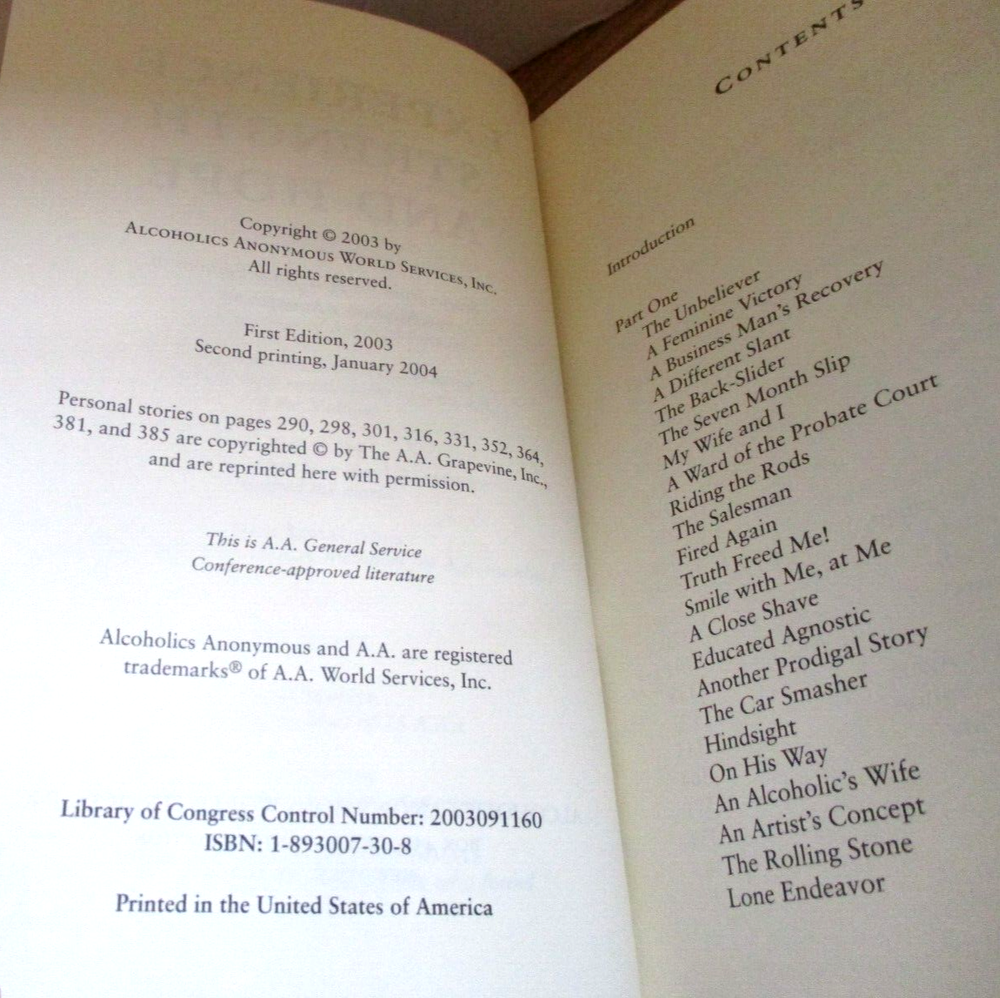 Copyright © 2003 by
ALCOHOLICS ANONYMOUS WORLD SERVICES, INC.
All rights reserved.
First Edition, 2003
Second printing, January 2004
Personal stories on pages 290, 298, 301, 316, 331, 352, 364,
381, and 385 are copyrighted © by The A.A. Grapevine, Inc.,
and are reprinted here with permission.
This is A.A. General Service
Conference-approved literature
Alcoholics Anonymous and A.A. are registered
trademarks® of A.A. World Services, Inc.
Library of Congress Control Number: 2003091160
ISBN: 1-893007-30-8
Printed in the United States of America
CONTENTS
Introduction
Part One
The Unbeliever
A Feminine Victory
A Business Man's Recovery
A Different Slant
The Back-Slider
The Seven Month Slip
My Wife and I
A Ward of the Probate Court
Riding the Rods
The Salesman
Fired Again
Truth Freed Me!
Smile with Me, at Me
A Close Shave
Educated Agnostic
Another Prodigal Story
The Car Smasher
Hindsight
On His Way
An Alcoholic's Wife
An Artist's Concept
The Rolling Stone
Lone Endeavor